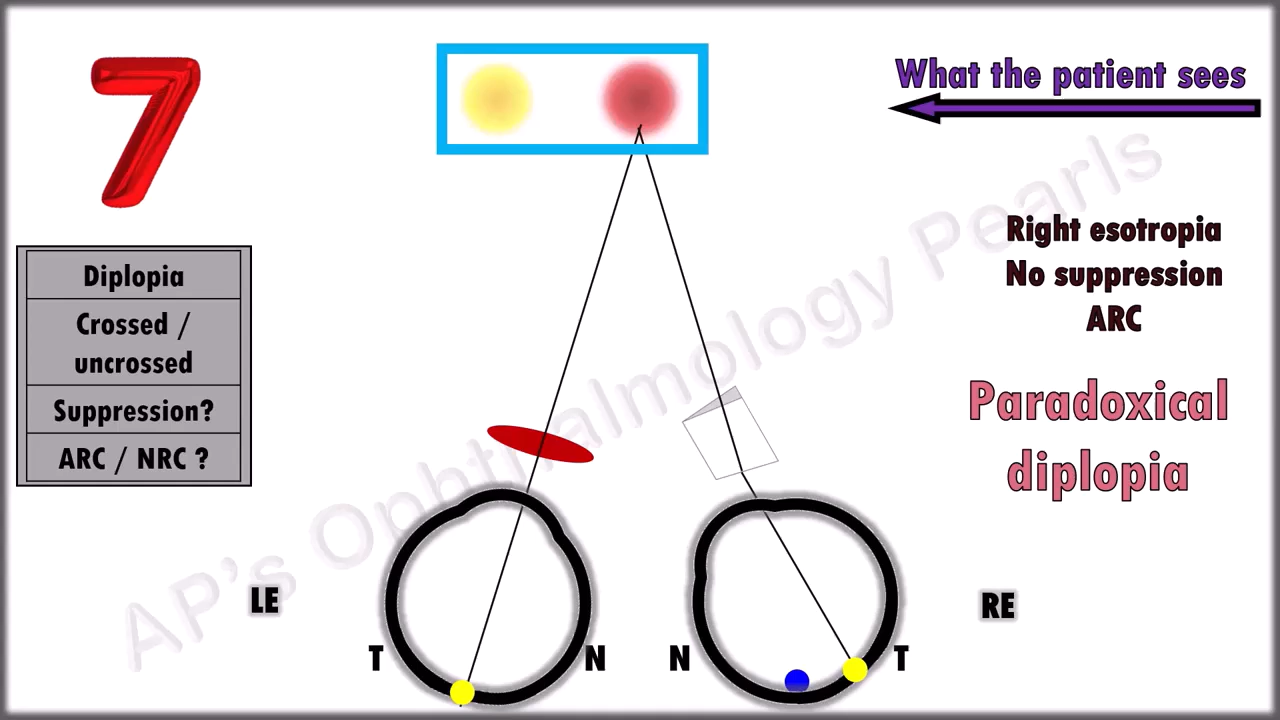 7
What the patient sees
Right esotropia
No suppression
ARC
Diplopia
Crossed /
uncrossed
Suppression?
ARC / NRC ?
Paradoxical
diplopia
LE
RE
T
N
N
T
AP's Ophthalmology Pearls